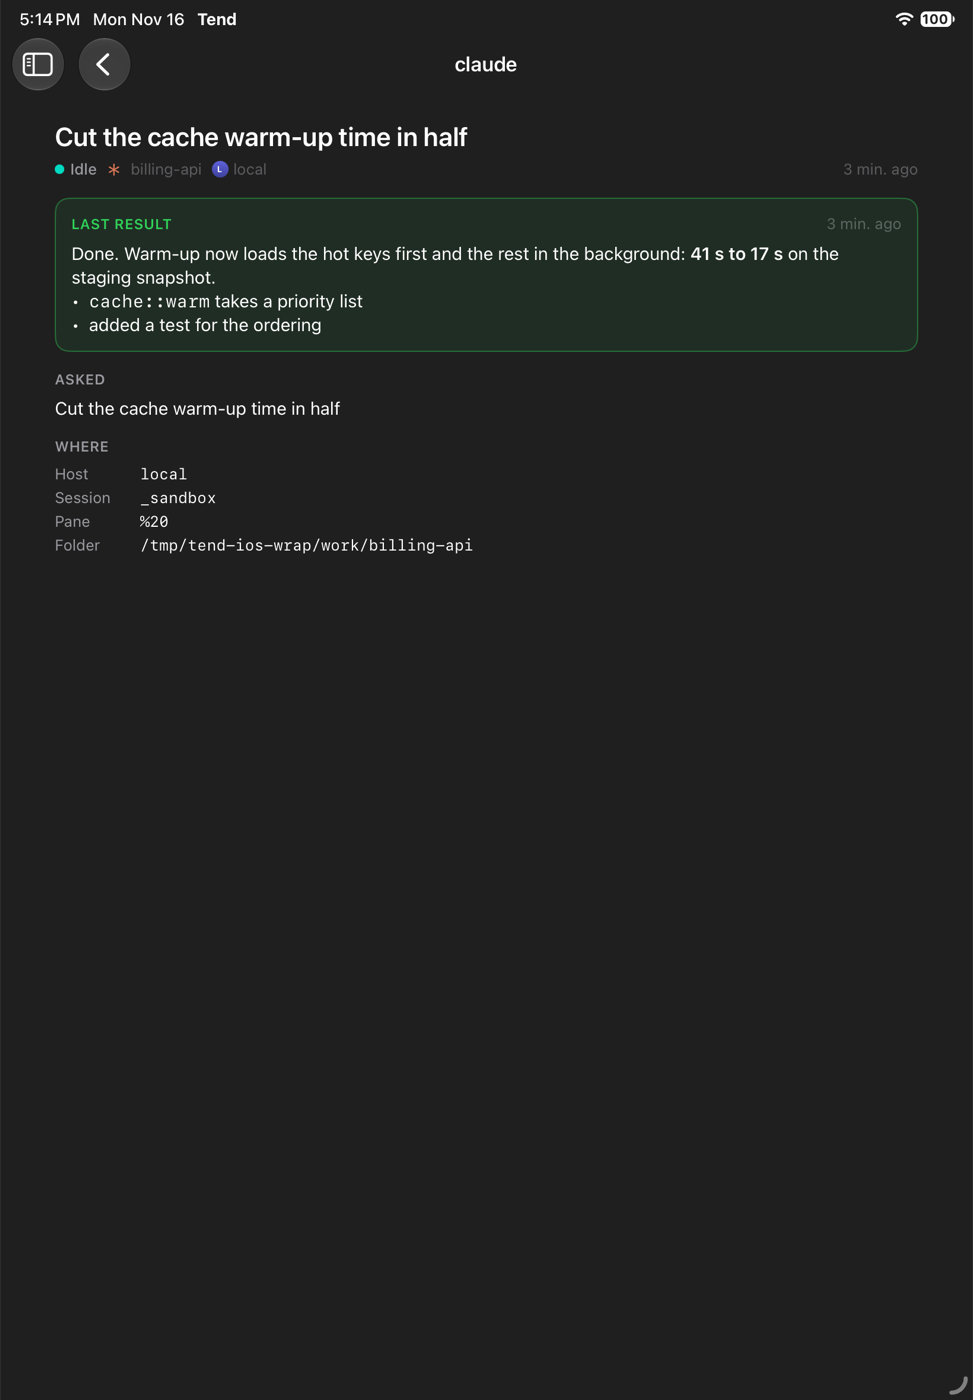 5:14 PM Mon Nov 16 Tend 100
claude
Cut the cache warm-up time in half
Idle billing-api L local 3 min. ago
LAST RESULT 3 min. ago
Done. Warm-up now loads the hot keys first and the rest in the background: 41 s to 17 s on the
staging snapshot.
• cache::warm takes a priority list
• added a test for the ordering
ASKED
Cut the cache warm-up time in half
WHERE
Host local
Session _sandbox
Pane %20
Folder /tmp/tend-ios-wrap/work/billing-api